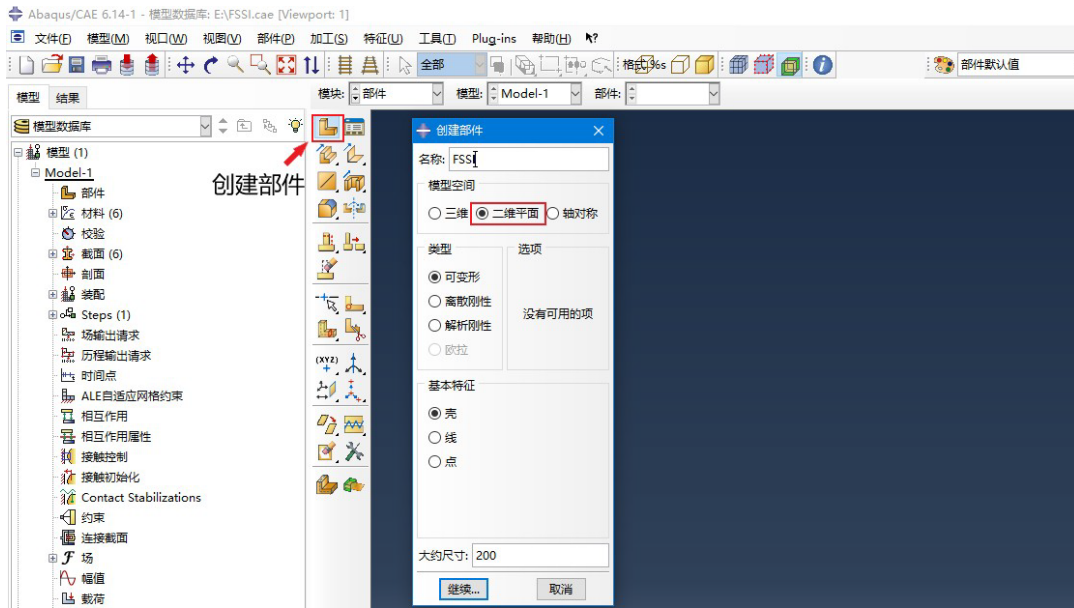 Abaqus/CAE 6.14-1 - 模型数据库: E:\FSSI.cae [Viewport: 1]
文件(F) 模型(M) 视口(W) 视图(V) 部件(P) 加工(S) 特征(U) 工具(T) Plug-ins 帮助(H)
全部 部件默认值
模型 结果 模块: 部件 模型: Model-1 部件:
模型数据库
模型 (1)
Model-1
部件
材料 (6)
校验
截面 (6)
剖面
装配
Steps (1)
场输出请求
历程输出请求
时间点
ALE自适应网格约束
相互作用
相互作用属性
接触控制
接触初始化
Contact Stabilizations
约束
连接截面
场
幅值
载荷
创建部件
(XYZ)
创建部件
名称: FSSI
模型空间
三维 二维平面 轴对称
类型 选项
可变形
离散刚性
解析刚性
欧拉
没有可用的项
基本特征
壳
线
点
大约尺寸: 200
继续... 取消